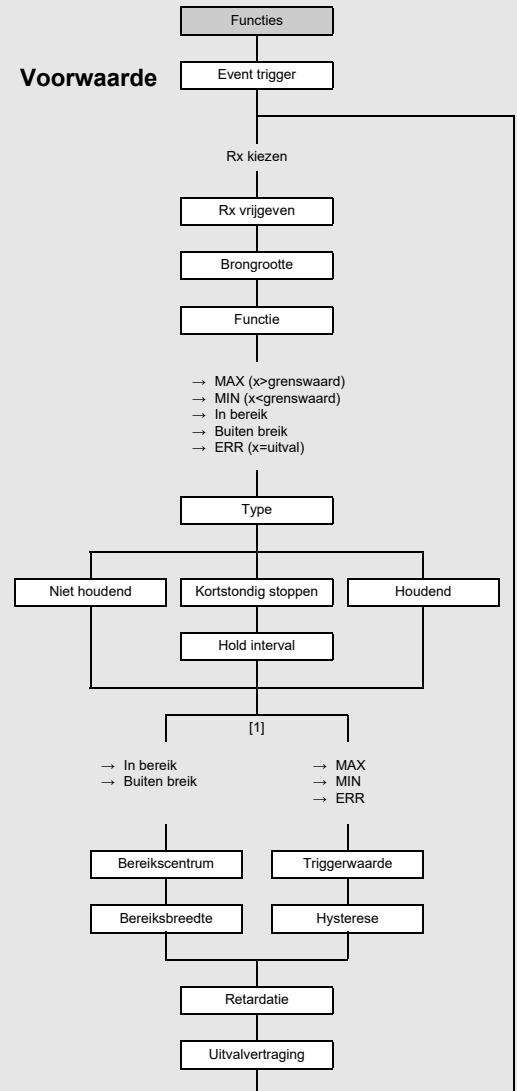 Functies
Voorwaarde
Event trigger
Rx kiezen
Rx vrijgeven
Brongrootte
Functie
→ MAX (x>grenswaard)
→ MIN (x<grenswaard)
→ In bereik
→ Buiten breik
→ ERR (x=uitval)
Type
Niet houdend
Kortstondig stoppen
Houdend
Hold interval
[1]
→ In bereik
→ Buiten breik
→ MAX
→ MIN
→ ERR
Bereikscentrum
Triggerwaarde
Bereiksbreedte
Hysterese
Retardatie
Uitvalvertraging